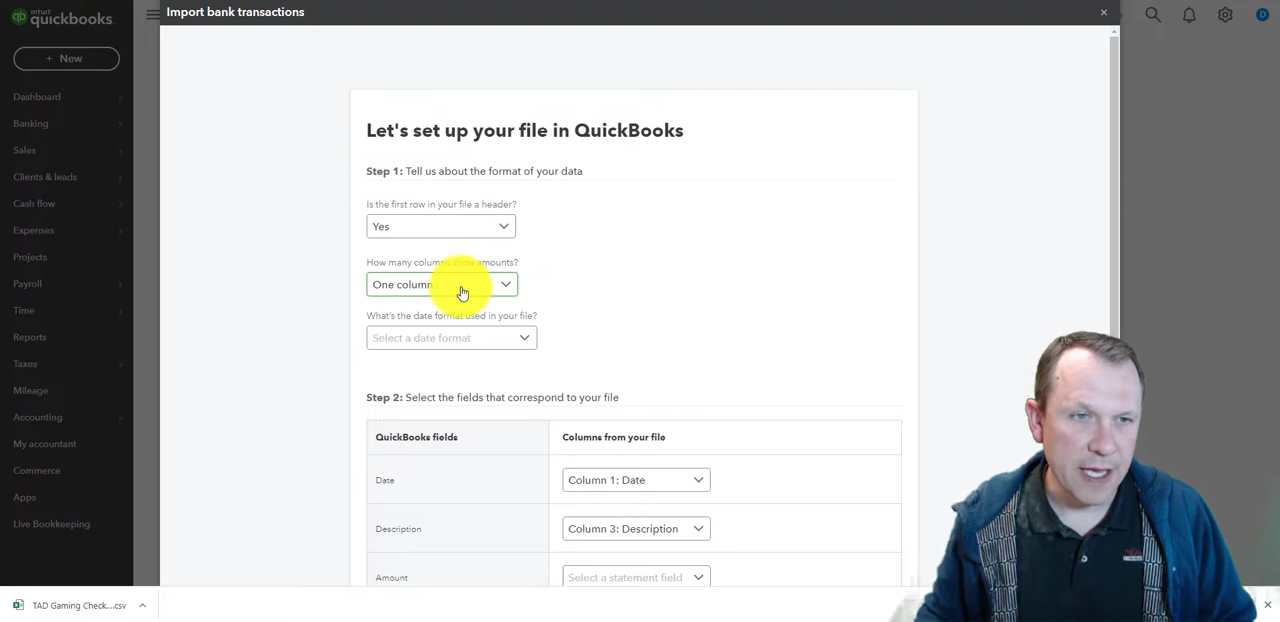 Import bank transactions
×
intuit
qb quickbooks.
+ New
D
Dashboard
Banking
Sales
Clients & leads
Cash flow
Expenses
Projects
Payroll
Time
Reports
Taxes
Mileage
Accounting
My accountant
Commerce
Apps
Live Bookkeeping
Let's set up your file in QuickBooks
Step 1: Tell us about the format of your data
Is the first row in your file a header?
Yes
How many columns show amounts?
One column
What's the date format used in your file?
Select a date format
Step 2: Select the fields that correspond to your file
QuickBooks fields
Columns from your file
Date
Column 1: Date
Description
Column 3: Description
Amount
Select a statement field
TAD Gaming Check....csv